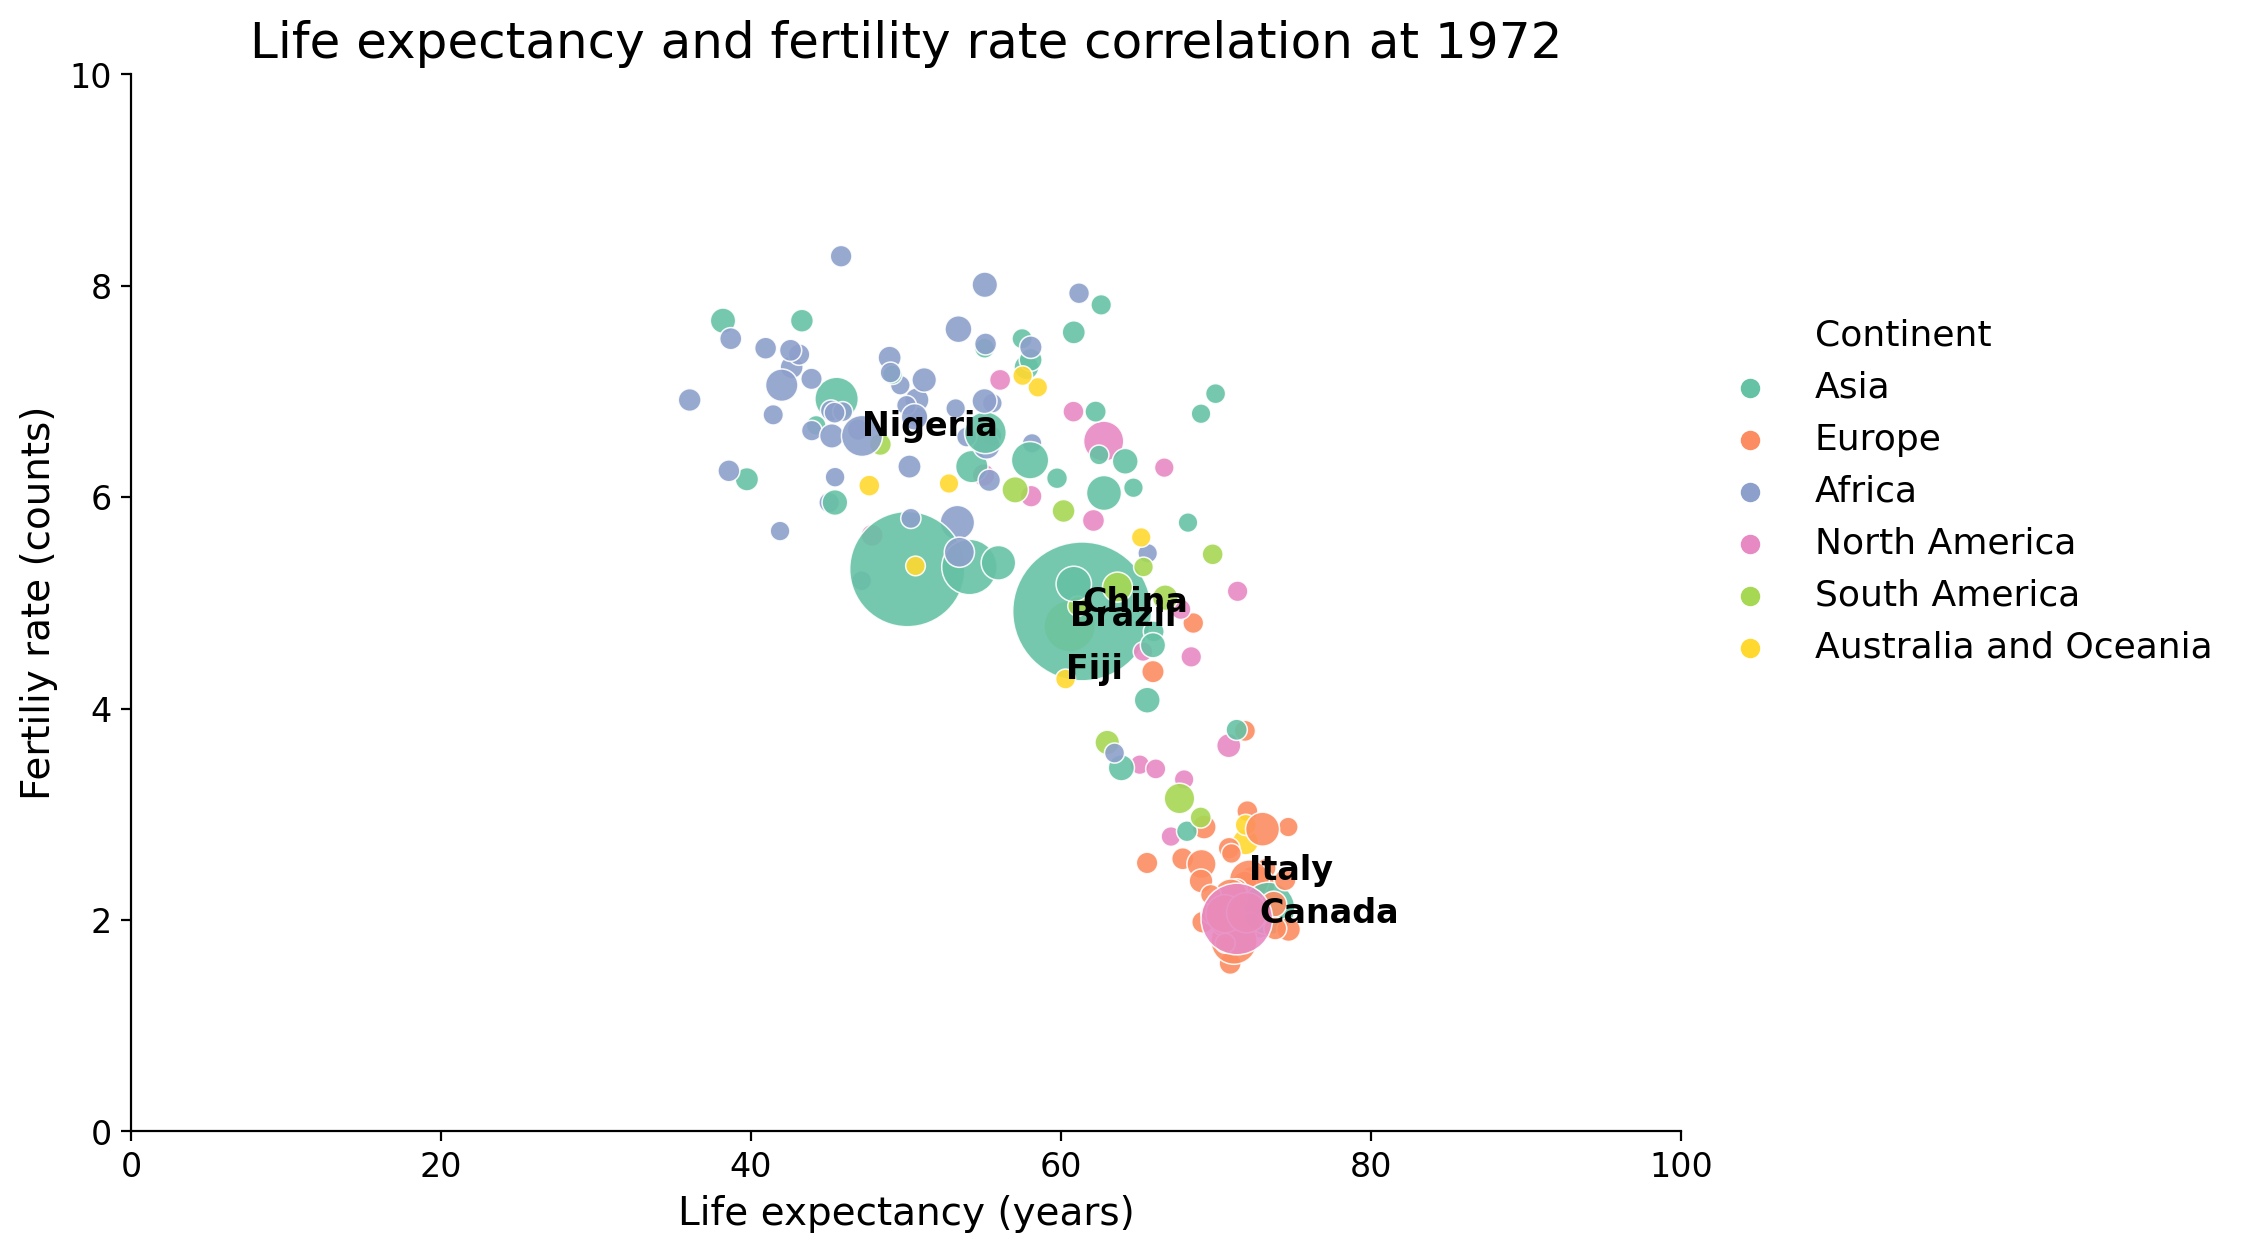 Life expectancy and fertility rate correlation at 1972
10
8
6
4
2
0
Fertiliy rate (counts)
0 20 40 60 80 100
Life expectancy (years)
Nigeria
China
Brazil
Fiji
Italy
Canada
Continent
Asia
Europe
Africa
North America
South America
Australia and Oceania